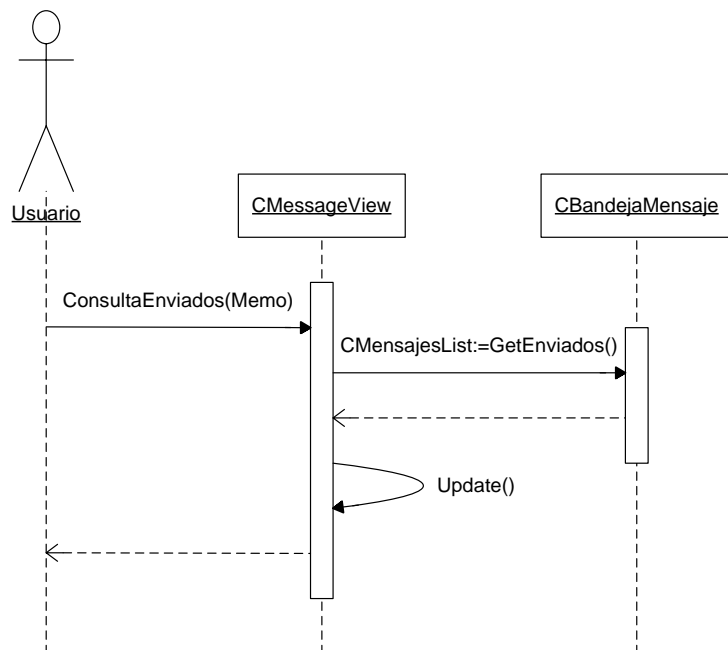 Usuario
CMessageView
CBandejaMensaje
ConsultaEnviados(Memo)
CMensajesList:=GetEnviados()
Update()